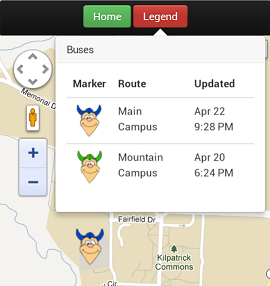 Home Legend
Buses
Marker Route Updated
Main Campus Apr 22 9:28 PM
Mountain Campus Apr 20 6:24 PM
Memorial D
+
−
Fairfield Dr
Kilpatrick
Commons
Cir